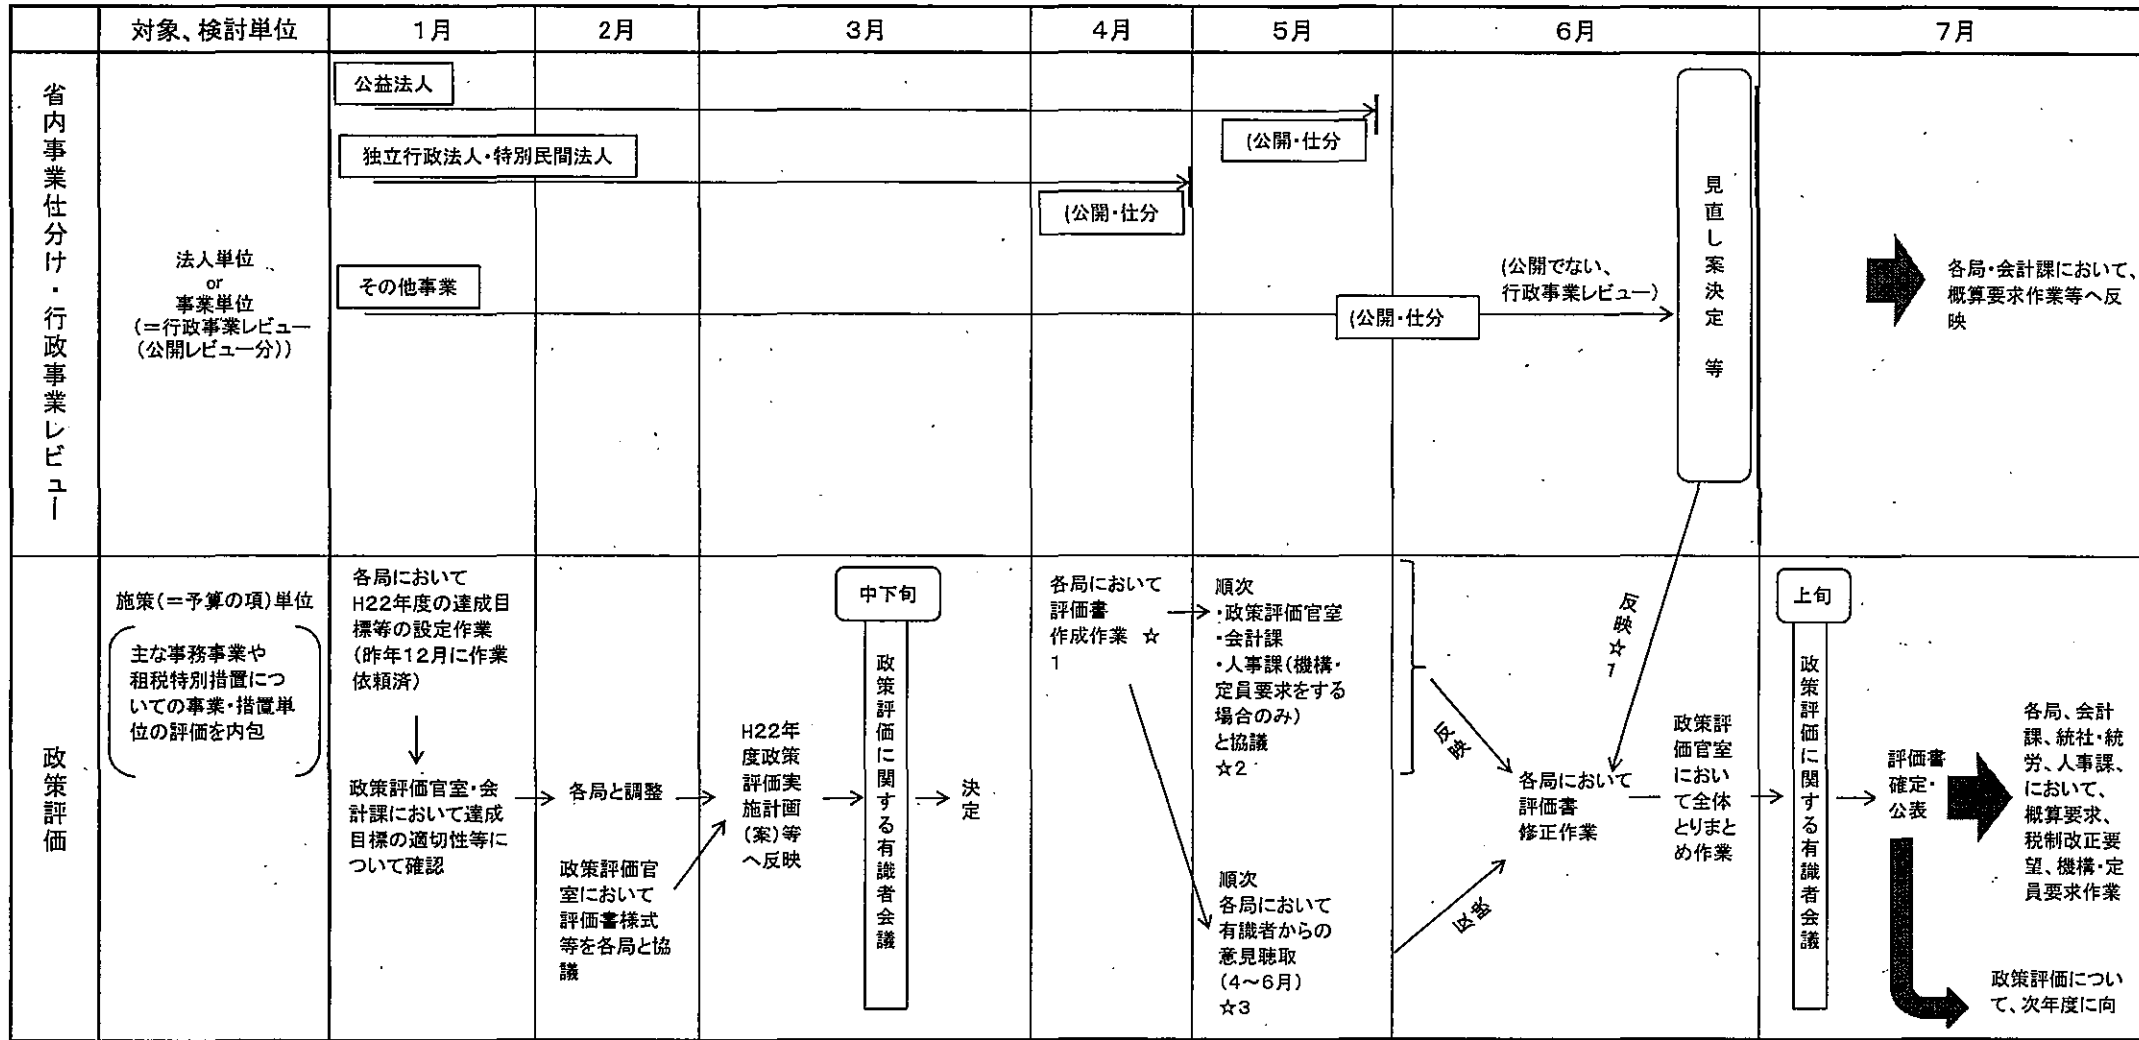 対象、検討単位
1月
2月
3月
4月
5月
6月
7月
省内事業仕分け・行政事業レビュー
法人単位
or
事業単位
(=行政事業レビュー
(公開レビュー分))
公益法人
(公開・仕分
独立行政法人・特別民間法人
(公開・仕分
その他事業
(公開・仕分
(公開でない、
行政事業レビュー)
見直し案決定 等
各局・会計課において、
概算要求作業等へ反
映
政策評価
施策(=予算の項)単位
主な事務事業や
租税特別措置につ
いての事業・措置単
位の評価を内包
各局において
H22年度の達成目
標等の設定作業
(昨年12月に作業
依頼済)
政策評価官室・会
計課において達成
目標の適切性等に
ついて確認
各局と調整
政策評価官
室において
評価書様式
等を各局と協
議
H22年
度政策
評価実
施計画
(案)等
へ反映
中下旬
政策評価に関する有識者会議
決定
各局において
評価書
作成作業 ☆
1
順次
・政策評価官室
・会計課
・人事課(機構・
定員要求をする
場合のみ)
と協議
☆2
順次
各局において
有識者からの
意見聴取
(4~6月)
☆3
反映
反映
反映☆1
各局において
評価書
修正作業
政策評
価官室
におい
て全体
とりまと
め作業
上旬
政策評価に関する有識者会議
評価書
確定・
公表
各局、会計
課、統社・統
労、人事課、
において、
概算要求、
税制改正要
望、機構・定
員要求作業
政策評価につい
て、次年度に向